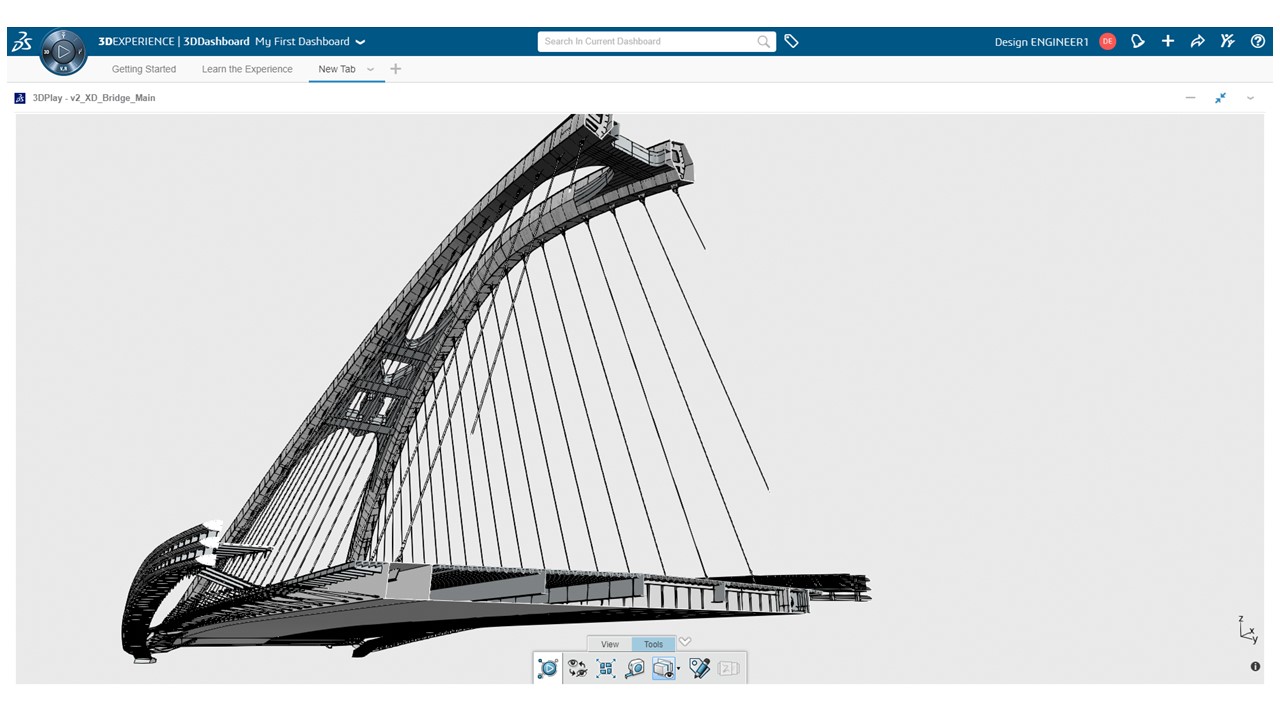 3DEXPERIENCE | 3DDashboard My First Dashboard
Search In Current Dashboard
Design ENGINEER1 DE
Getting Started Learn the Experience New Tab
3DPlay - v2_XD_Bridge_Main
View Tools
z
x
y